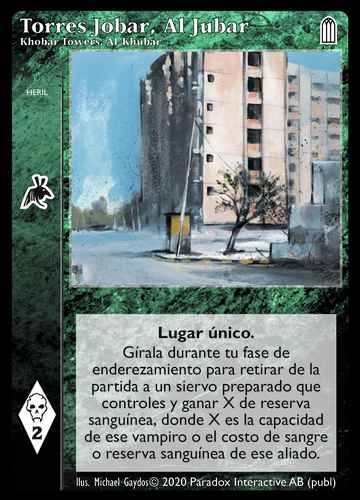 Torres Jobar, Al Jubar
Khobar Towers, Al-Khubar
HERIL
Lugar único.
Gírala durante tu fase de
enderezamiento para retirar de la
partida a un siervo preparado que
controles y ganar X de reserva
sanguínea, donde X es la capacidad
de ese vampiro o el costo de sangre
o reserva sanguínea de ese aliado.
2
Ilus. Michael Gaydos © 2020 Paradox Interactive AB (publ)